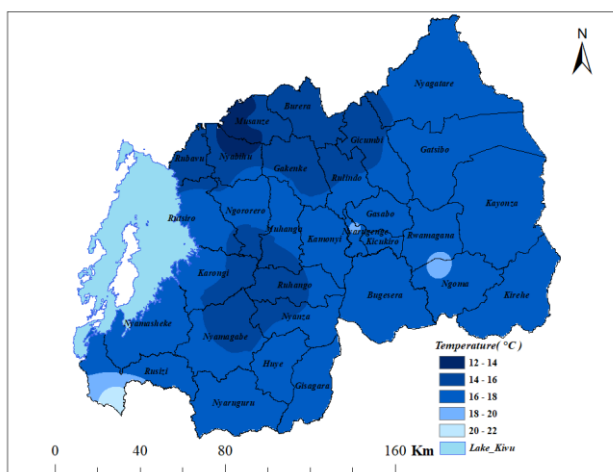 N
Nyagatare
Burera
Musanze
Gicumbi
Gatsibo
Rubavu
Nyabihu
Gakenke
Rulindo
Kayonza
Rutsiro
Ngororero
Muhanga
Gasabo
Nyarugenge
Kamonyi
Kicukiro
Rwamagana
Karongi
Ruhango
Bugesera
Ngoma
Kirehe
Nyamasheke
Nyanza
Nyamagabe
Rusizi
Huye
Gisagara
Nyaruguru
Temperature( °C)
12 - 14
14 - 16
16 - 18
18 - 20
20 - 22
Lake_Kivu
0 40 80 160 Km